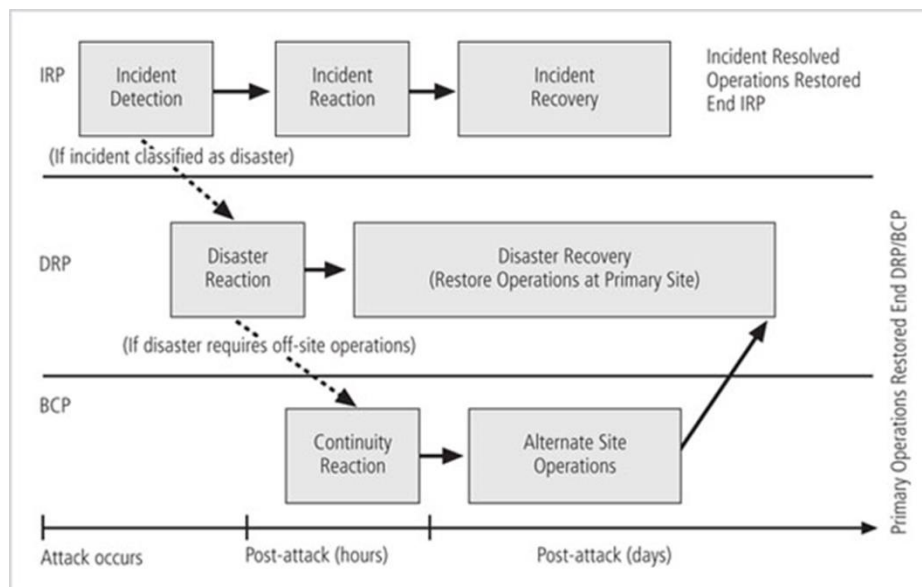 IRP
Incident
Detection
Incident
Reaction
Incident
Recovery
Incident Resolved
Operations Restored
End IRP
(If incident classified as disaster)
DRP
Disaster
Reaction
Disaster Recovery
(Restore Operations at Primary Site)
(If disaster requires off-site operations)
BCP
Continuity
Reaction
Alternate Site
Operations
Primary Operations Restored End DRP/BCP
Attack occurs
Post-attack (hours)
Post-attack (days)